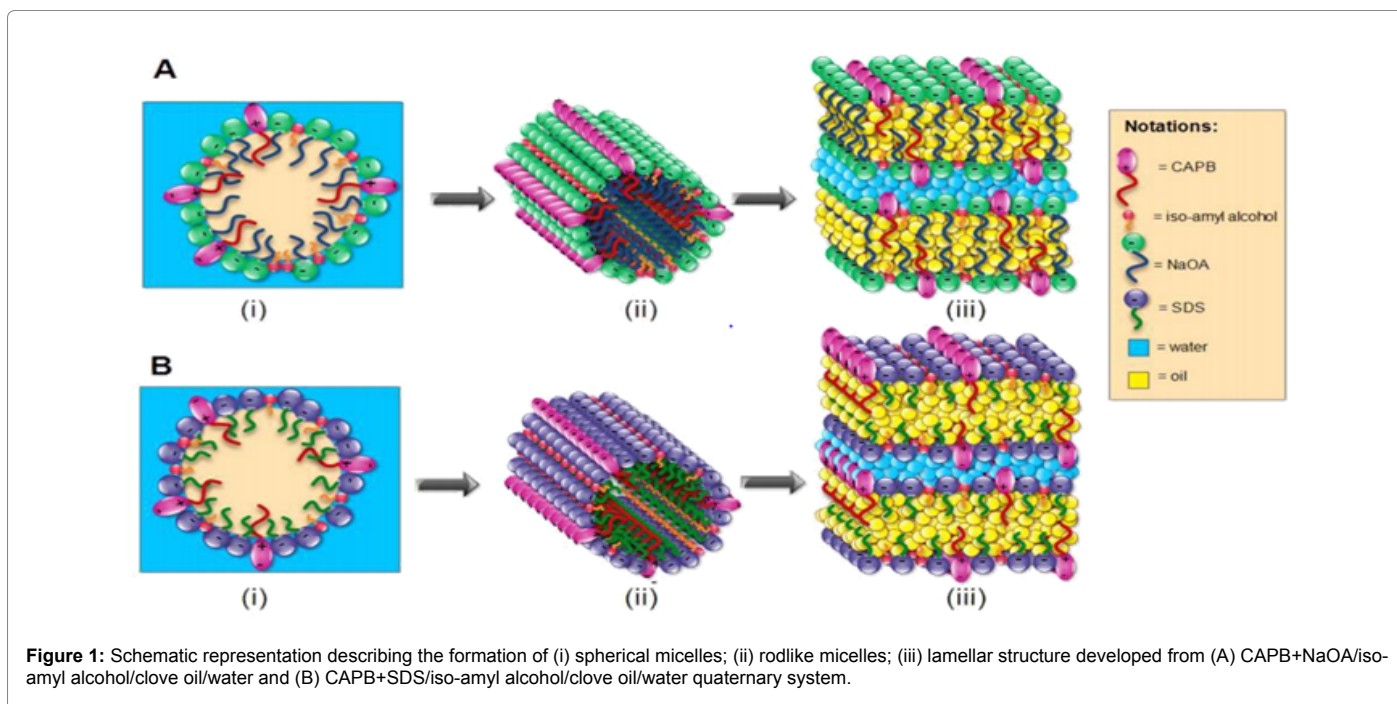 A
(i)
(ii)
(iii)
B
(i)
(ii)
(iii)
Notations:
= CAPB
= iso-amyl alcohol
= NaOA
= SDS
= water
= oil
Figure 1: Schematic representation describing the formation of (i) spherical micelles; (ii) rodlike micelles; (iii) lamellar structure developed from (A) CAPB+NaOA/iso-
amyl alcohol/clove oil/water and (B) CAPB+SDS/iso-amyl alcohol/clove oil/water quaternary system.